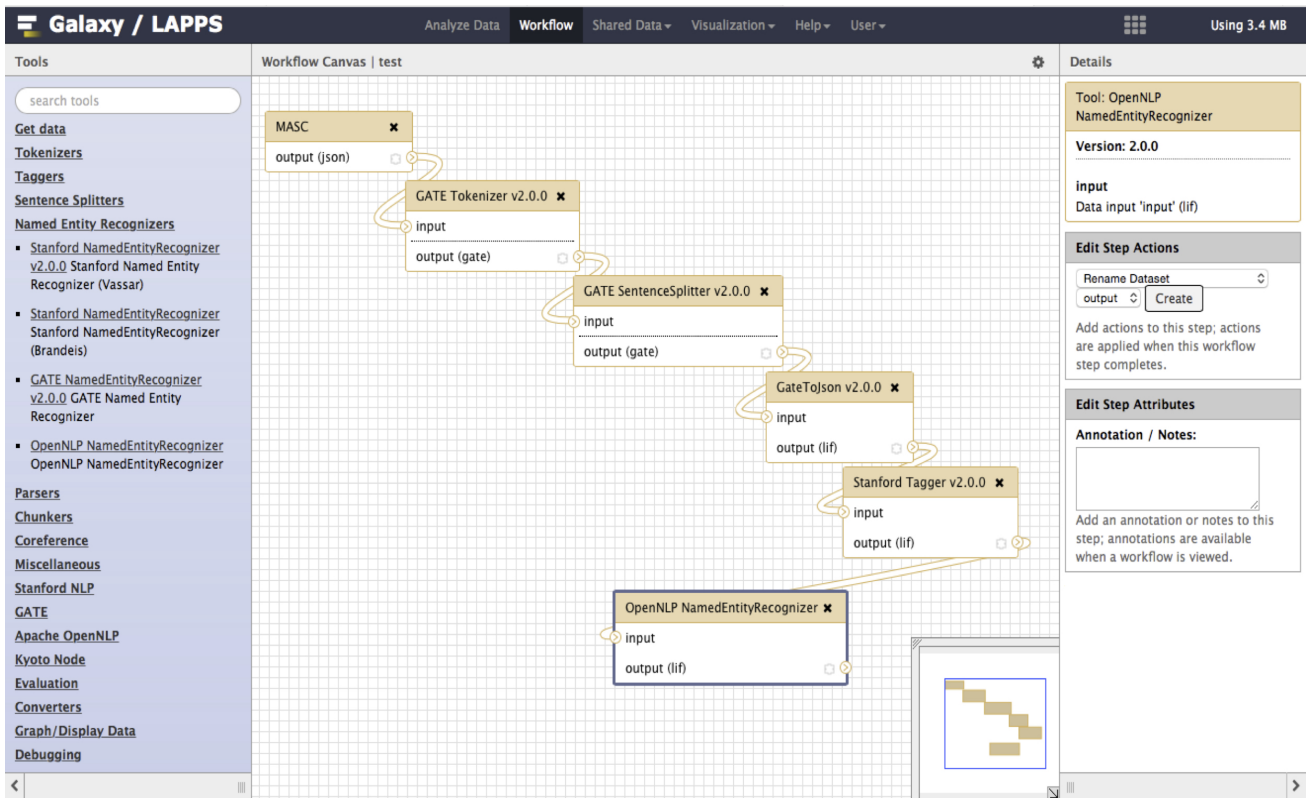 Galaxy / LAPPS
Analyze Data Workflow Shared Data Visualization Help User
Using 3.4 MB
Tools
search tools
Get data
Tokenizers
Taggers
Sentence Splitters
Named Entity Recognizers
Stanford NamedEntityRecognizer
v2.0.0 Stanford Named Entity
Recognizer (Vassar)
Stanford NamedEntityRecognizer
Stanford NamedEntityRecognizer
(Brandeis)
GATE NamedEntityRecognizer
v2.0.0 GATE Named Entity
Recognizer
OpenNLP NamedEntityRecognizer
OpenNLP NamedEntityRecognizer
Parsers
Chunkers
Coreference
Miscellaneous
Stanford NLP
GATE
Apache OpenNLP
Kyoto Node
Evaluation
Converters
Graph/Display Data
Debugging
Workflow Canvas | test
MASC
output (json)
GATE Tokenizer v2.0.0
input
output (gate)
GATE SentenceSplitter v2.0.0
input
output (gate)
GateToJson v2.0.0
input
output (lif)
Stanford Tagger v2.0.0
input
output (lif)
OpenNLP NamedEntityRecognizer
input
output (lif)
Details
Tool: OpenNLP
NamedEntityRecognizer
Version: 2.0.0
input
Data input 'input' (lif)
Edit Step Actions
Rename Dataset
output Create
Add actions to this step; actions
are applied when this workflow
step completes.
Edit Step Attributes
Annotation / Notes:
Add an annotation or notes to this
step; annotations are available
when a workflow is viewed.